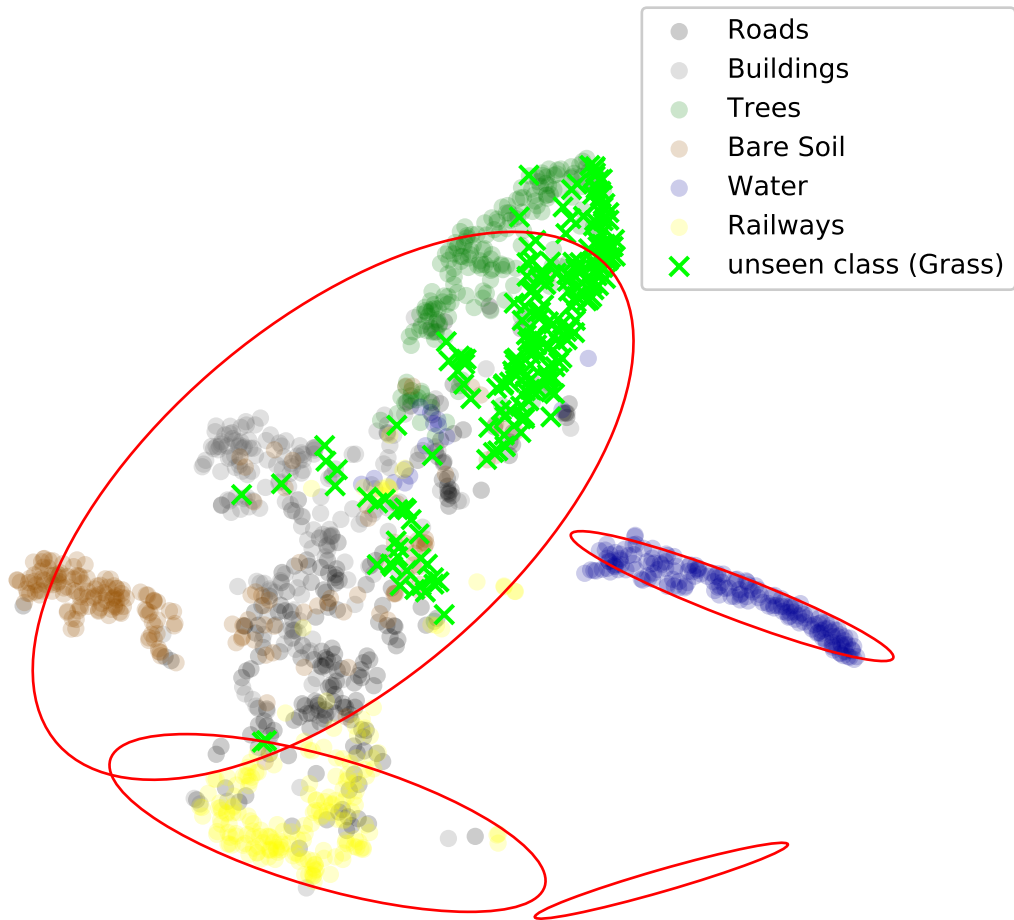 Roads
Buildings
Trees
Bare Soil
Water
Railways
unseen class (Grass)